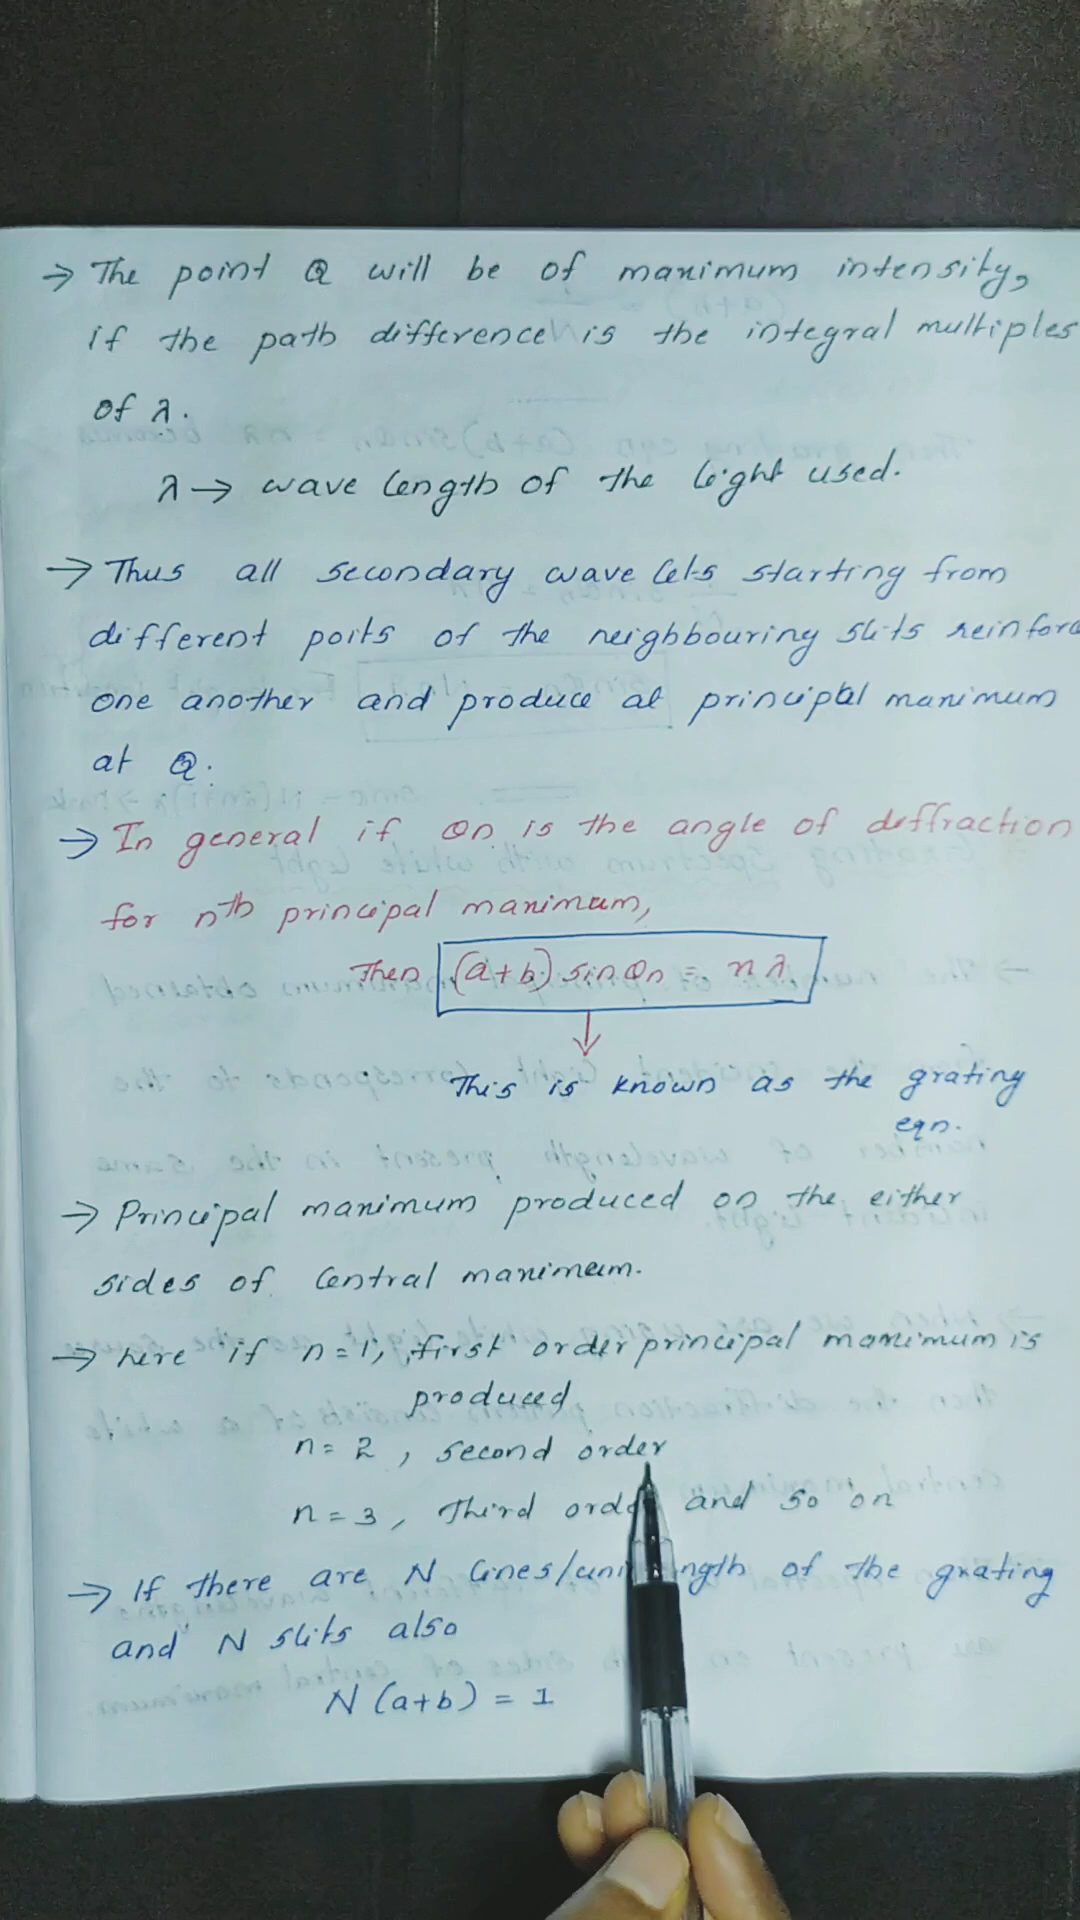 → The point Q will be of maximum intensity,
if the path difference is the integral multiples
of λ.
λ → wave length of the light used.
→ Thus all secondary wave lets starting from
different poits of the neighbouring slits reinforc
one another and produce at principal maximum
at Q.
→ In general if θn is the angle of diffraction
for nth principal maximum,
Then (a+b) sin θn = n λ
This is known as the grating
eqn.
→ Principal maximum produced on the either
sides of central maximum.
→ here if n=1, first order principal maximum is
produced
n=2, second order
n=3, Third order and so on
→ If there are N lines/unit length of the grating
and N slits also
N (a+b) = 1